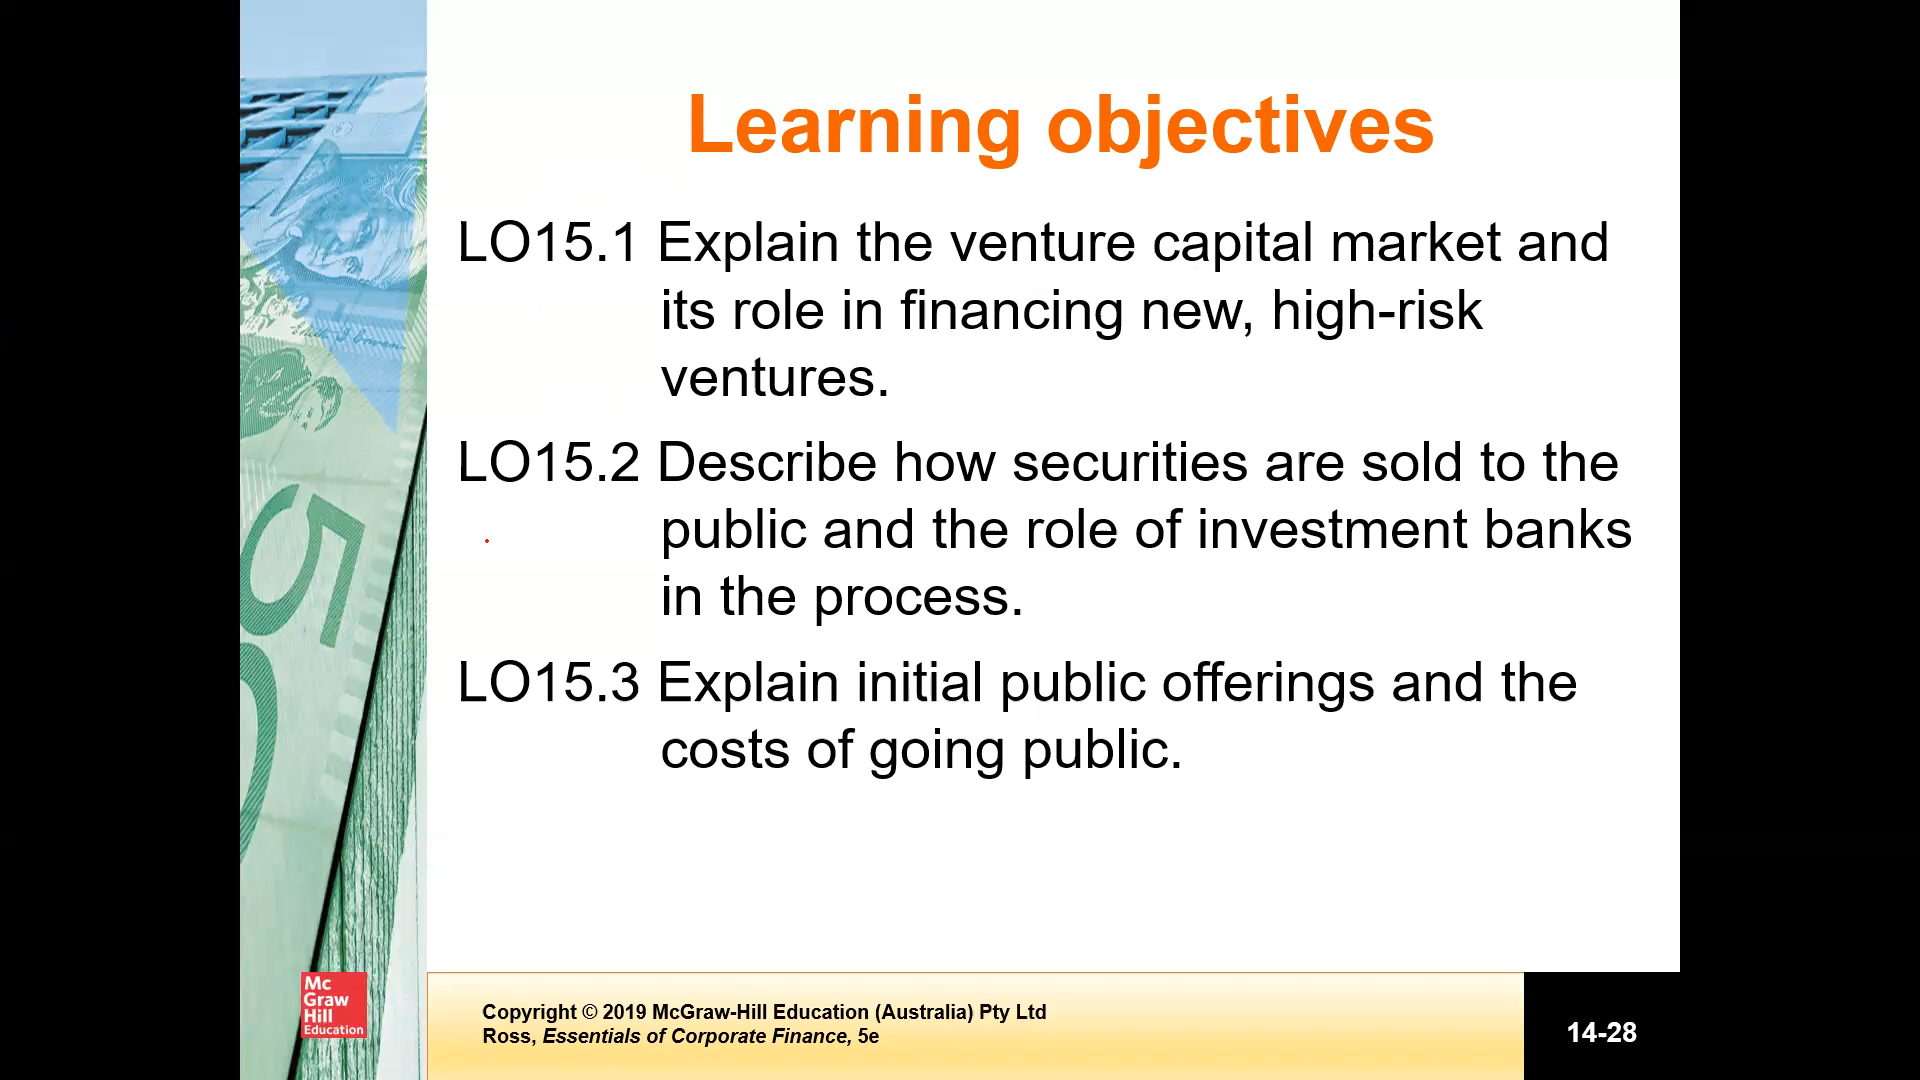 Learning objectives
LO15.1 Explain the venture capital market and
its role in financing new, high-risk
ventures.
LO15.2 Describe how securities are sold to the
public and the role of investment banks
in the process.
LO15.3 Explain initial public offerings and the
costs of going public.
50
Mc
Graw
Hill
Education
Copyright © 2019 McGraw-Hill Education (Australia) Pty Ltd
Ross, Essentials of Corporate Finance, 5e
14-28